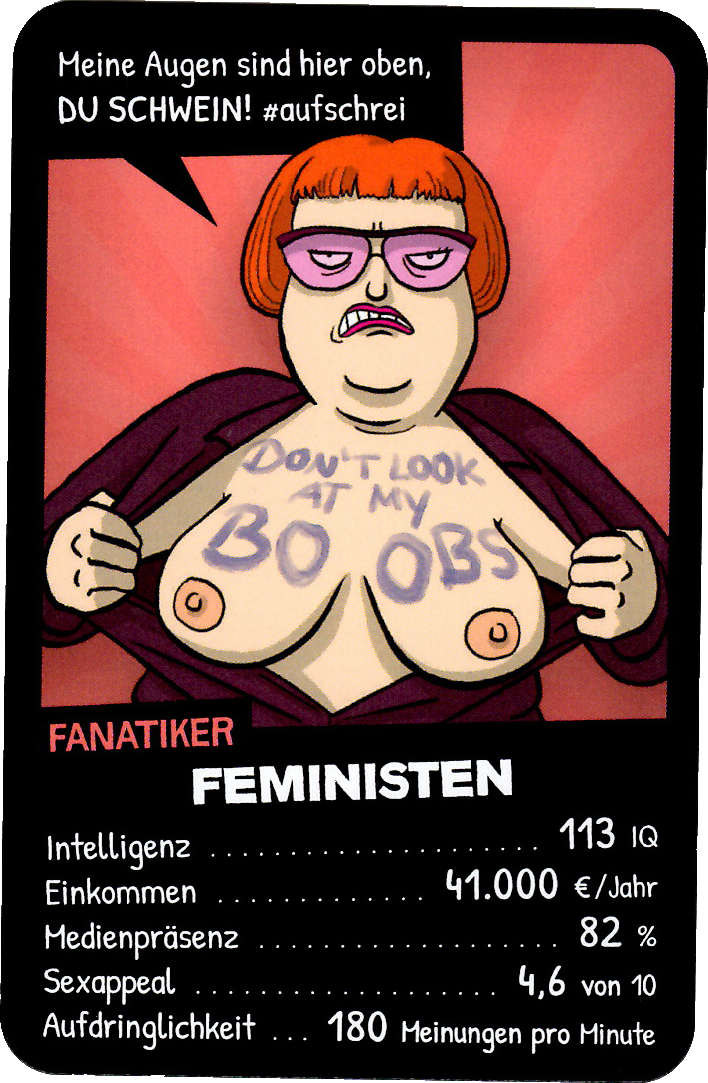 Meine Augen sind hier oben,
DU SCHWEIN! #aufschrei
DON'T LOOK
AT MY
BOOBS
FANATIKER
FEMINISTEN
Intelligenz ..................... 113 IQ
Einkommen ............. 41.000 €/Jahr
Medienpräsenz ................... 82 %
Sexappeal ................... 4,6 von 10
Aufdringlichkeit ... 180 Meinungen pro Minute